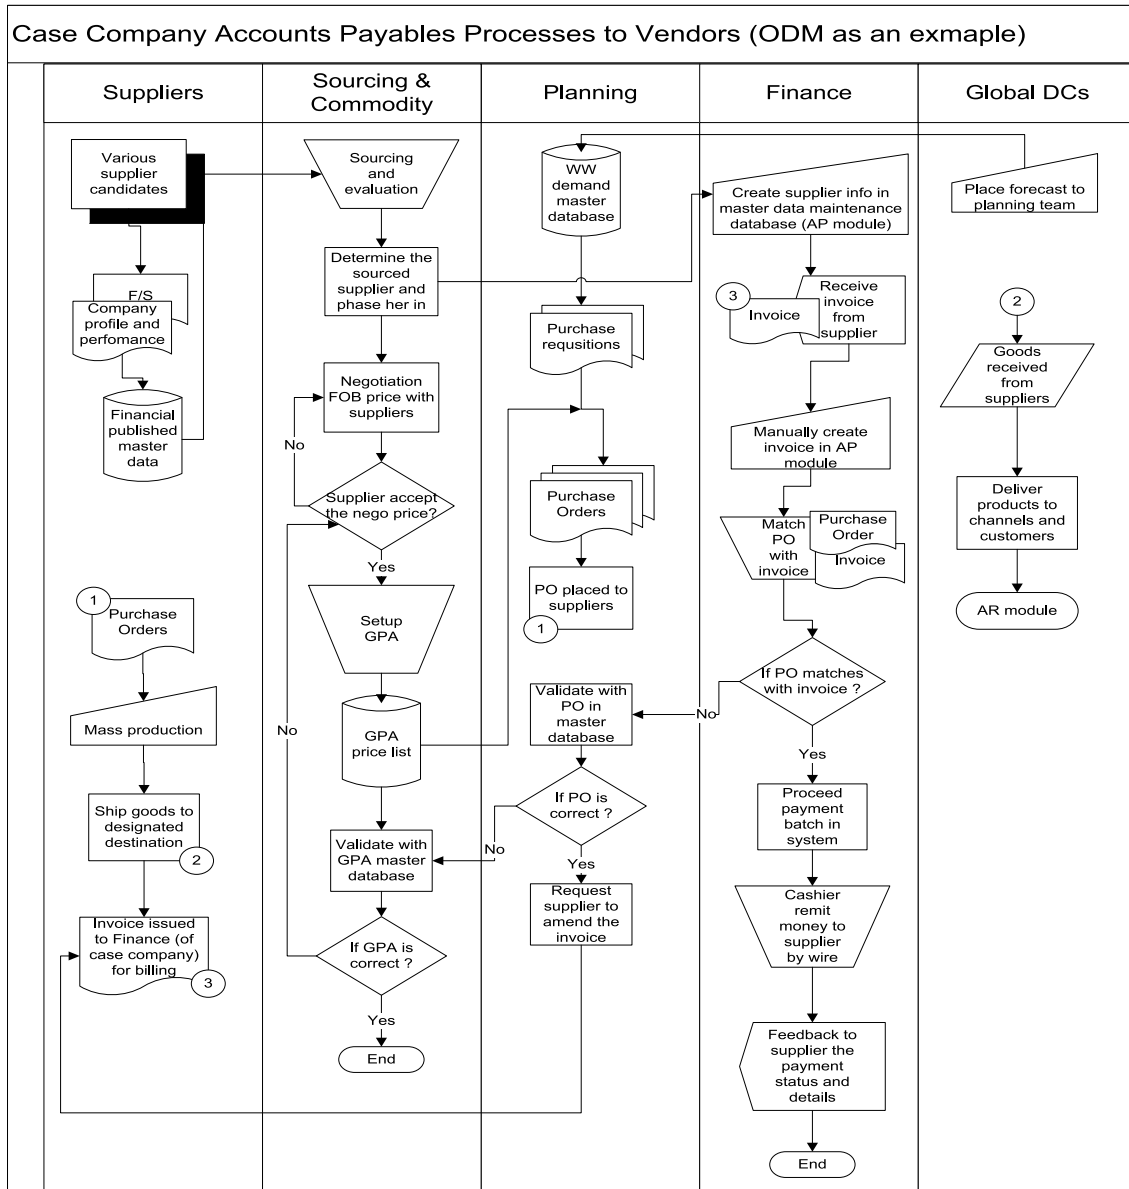 Case Company Accounts Payables Processes to Vendors (ODM as an exmaple)
Suppliers
Sourcing &
Commodity
Planning
Finance
Global DCs
Various
supplier
candidates
F/S
Company
profile and
perfomance
Financial
published
master
data
1
Purchase
Orders
Mass production
Ship goods to
designated
destination
2
Invoice issued
to Finance (of
case company)
for billing
3
Sourcing
and
evaluation
Determine the
sourced
supplier and
phase her in
Negotiation
FOB price with
suppliers
No
Supplier accept
the nego price?
Yes
Setup
GPA
No
GPA
price list
Validate with
GPA master
database
If GPA is
correct ?
Yes
End
WW
demand
master
database
Purchase
requsitions
Purchase
Orders
PO placed to
suppliers
1
Validate with
PO in
master
database
If PO is
correct ?
No
Yes
Request
supplier to
amend the
invoice
Create supplier info in
master data maintenance
database (AP module)
3
Invoice
Receive
invoice
from
supplier
Manually create
invoice in AP
module
Match
PO
with
invoice
Purchase
Order
Invoice
If PO matches
with invoice ?
No
Yes
Proceed
payment
batch in
system
Cashier
remit
money to
supplier
by wire
Feedback to
supplier the
payment
status and
details
End
Place forecast to
planning team
2
Goods
received
from
suppliers
Deliver
products to
channels and
customers
AR module